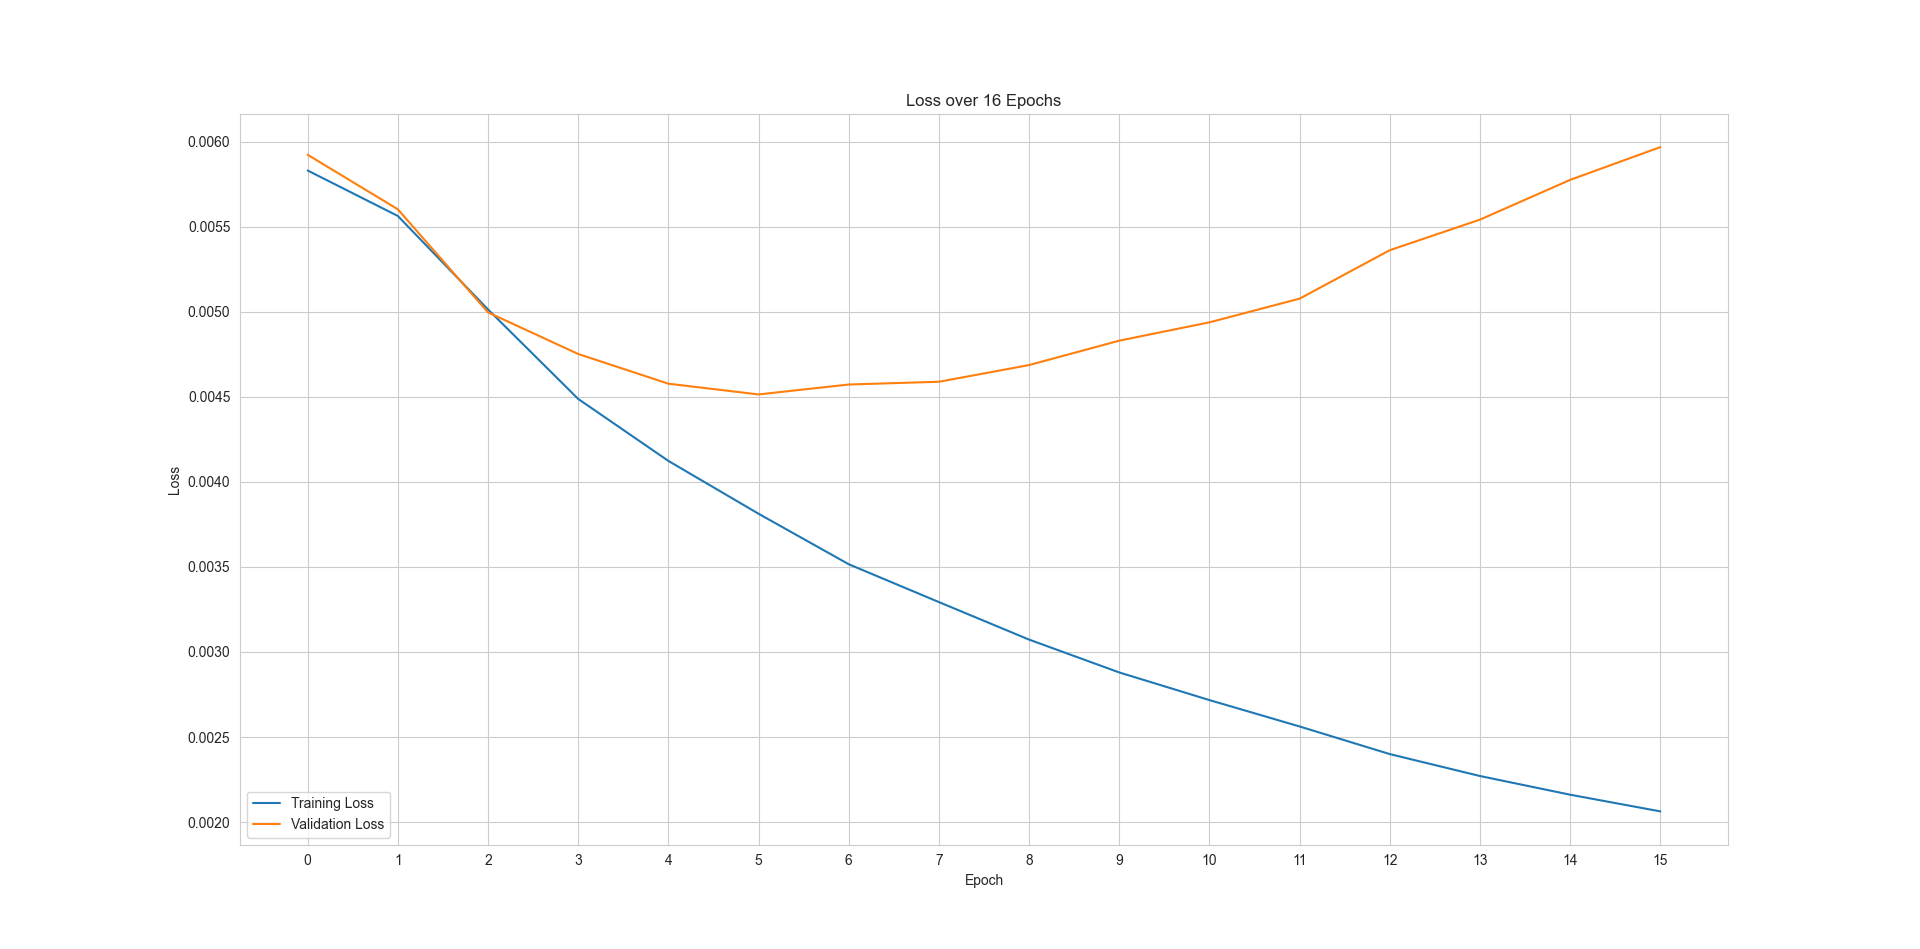 Loss over 16 Epochs
0.0060
0.0055
0.0050
0.0045
0.0040
0.0035
0.0030
0.0025
0.0020
Loss
Training Loss
Validation Loss
0 1 2 3 4 5 6 7 8 9 10 11 12 13 14 15
Epoch